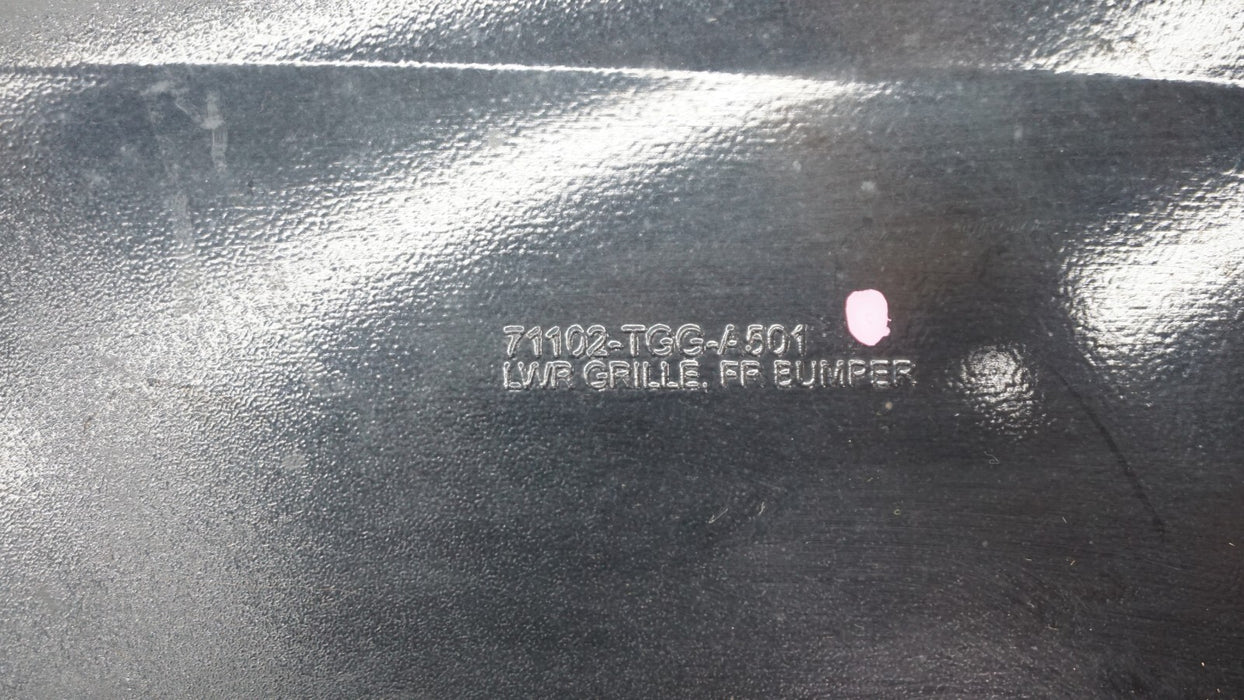 71102-TGG-A501
LWR GRILLE, FR BUMPER